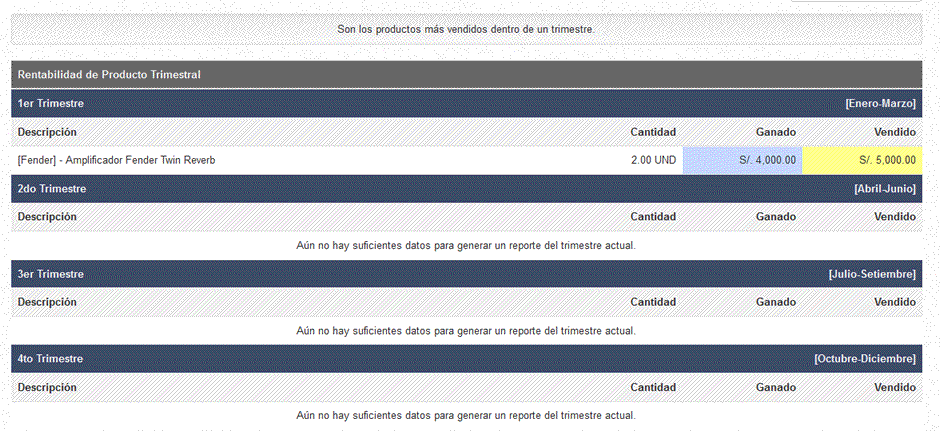 Son los productos más vendidos dentro de un trimestre.
Rentabilidad de Producto Trimestral
1er Trimestre [Enero-Marzo]
Descripción Cantidad Ganado Vendido
[Fender] - Amplificador Fender Twin Reverb 2.00 UND S/. 4,000.00 S/. 5,000.00
2do Trimestre [Abril-Junio]
Descripción Cantidad Ganado Vendido
Aún no hay suficientes datos para generar un reporte del trimestre actual.
3er Trimestre [Julio-Setiembre]
Descripción Cantidad Ganado Vendido
Aún no hay suficientes datos para generar un reporte del trimestre actual.
4to Trimestre [Octubre-Diciembre]
Descripción Cantidad Ganado Vendido
Aún no hay suficientes datos para generar un reporte del trimestre actual.